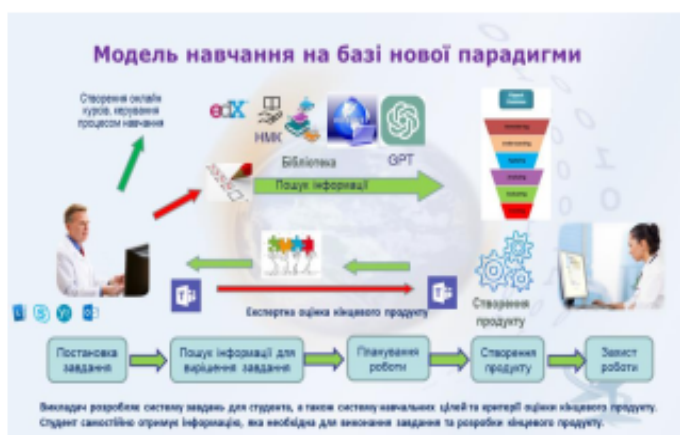 Модель навчання на базі нової парадигми
Створення онлайн
курсів, керування
процесом навчання
edX
НМК
Бібліотека
GPT
Пошук інформації
Експертна оцінка кінцевого продукту
Створення
продукту
Постановка
завдання
Пошук інформації для
вирішення завдання
Планування
роботи
Створення
продукту
Захист
роботи
Викладач розробляє систему завдань для студента, а також систему навчальних цілей та критерії оцінки кінцевого продукту.
Студент самостійно отримує інформацію, яка необхідна для виконання завдання та розробки кінцевого продукту.